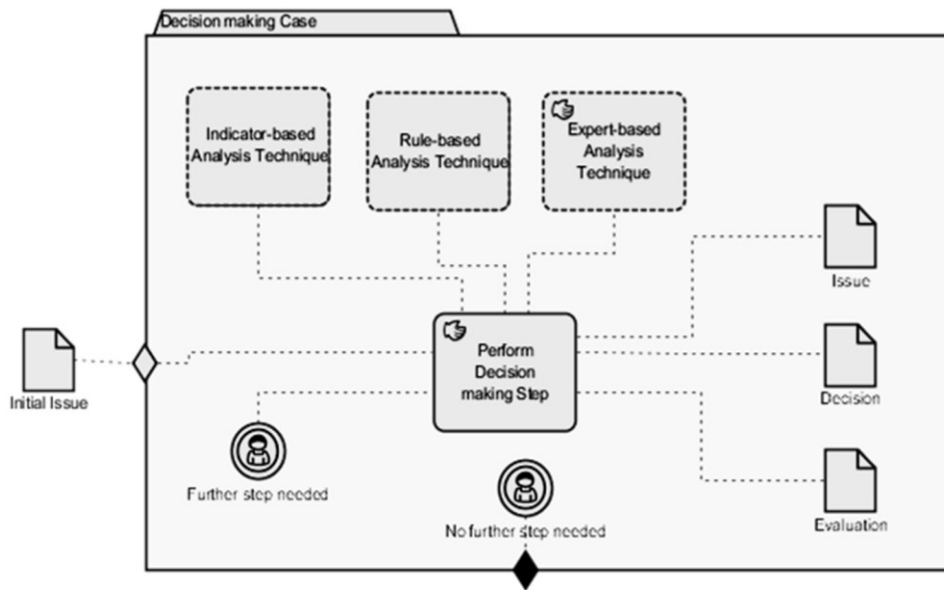 Decision making Case
Indicator-based
Analysis Technique
Rule-based
Analysis Technique
Expert-based
Analysis
Technique
Issue
Initial Issue
Perform
Decision
making Step
Decision
Further step needed
No further step needed
Evaluation